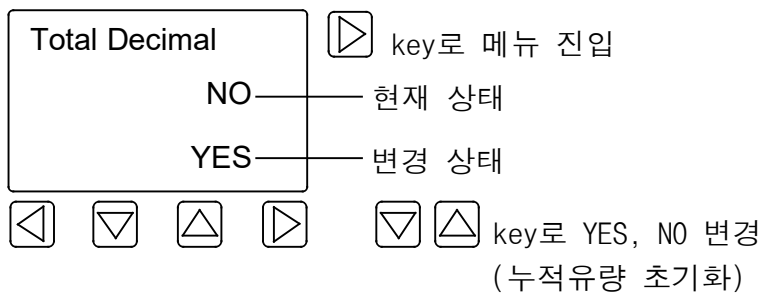 Total Decimal
key로 메뉴 진입
NO
현재 상태
YES
변경 상태
key로 YES, NO 변경
(누적유량 초기화)